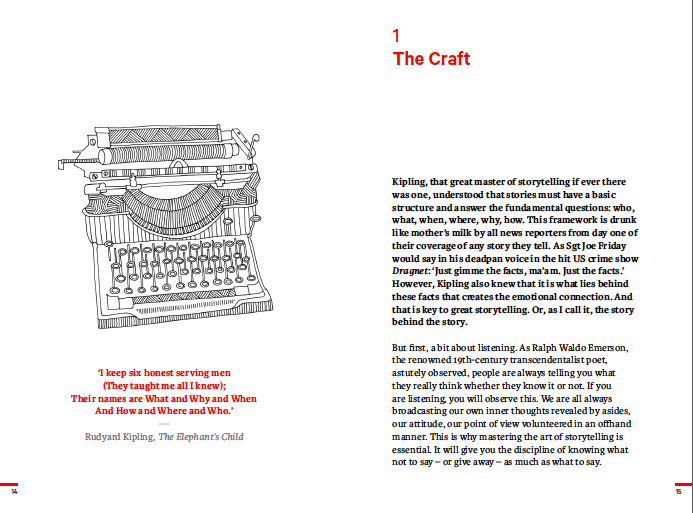 ‘I keep six honest serving men
(They taught me all I knew);
Their names are What and Why and When
And How and Where and Who.’
Rudyard Kipling, The Elephant’s Child
14
1
The Craft
Kipling, that great master of storytelling if ever there
was one, understood that stories must have a basic
structure and answer the fundamental questions: who,
what, when, where, why, how. This framework is drunk
like mother’s milk by all news reporters from day one of
their coverage of any story they tell. As Sgt Joe Friday
would say in his deadpan voice in the hit US crime show
Dragnet: ‘Just gimme the facts, ma’am. Just the facts.’
However, Kipling also knew that it is what lies behind
these facts that creates the emotional connection. And
that is key to great storytelling. Or, as I call it, the story
behind the story.
But first, a bit about listening. As Ralph Waldo Emerson,
the renowned 19th-century transcendentalist poet,
astutely observed, people are always telling you what
they really think whether they know it or not. If you
are listening, you will observe this. We are all always
broadcasting our own inner thoughts revealed by asides,
our attitude, our point of view volunteered in an offhand
manner. This is why mastering the art of storytelling is
essential. It will give you the discipline of knowing what
not to say – or give away – as much as what to say.
15